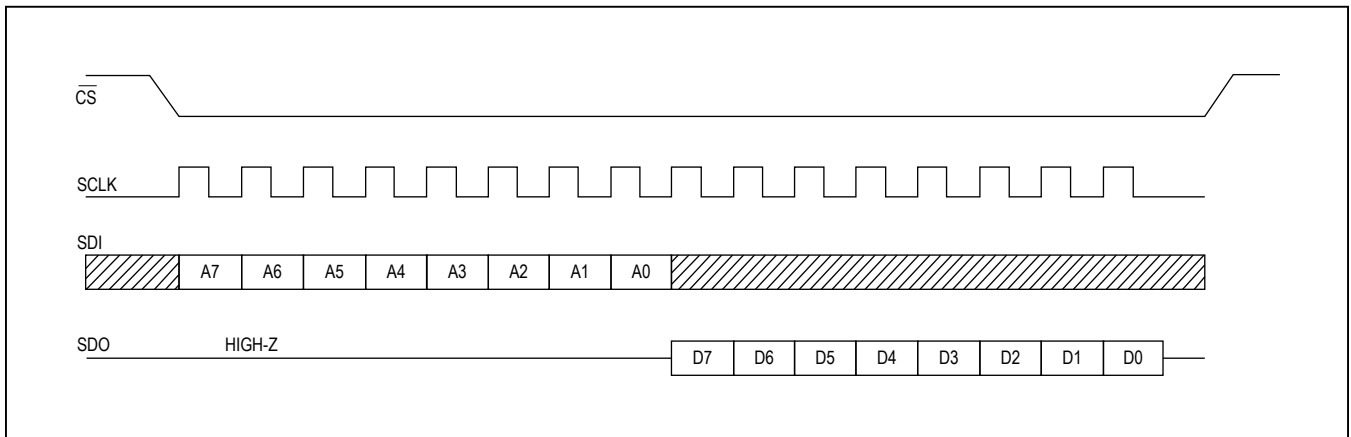 C̅S̅
SCLK
SDI
A7 A6 A5 A4 A3 A2 A1 A0
SDO HIGH-Z
D7 D6 D5 D4 D3 D2 D1 D0